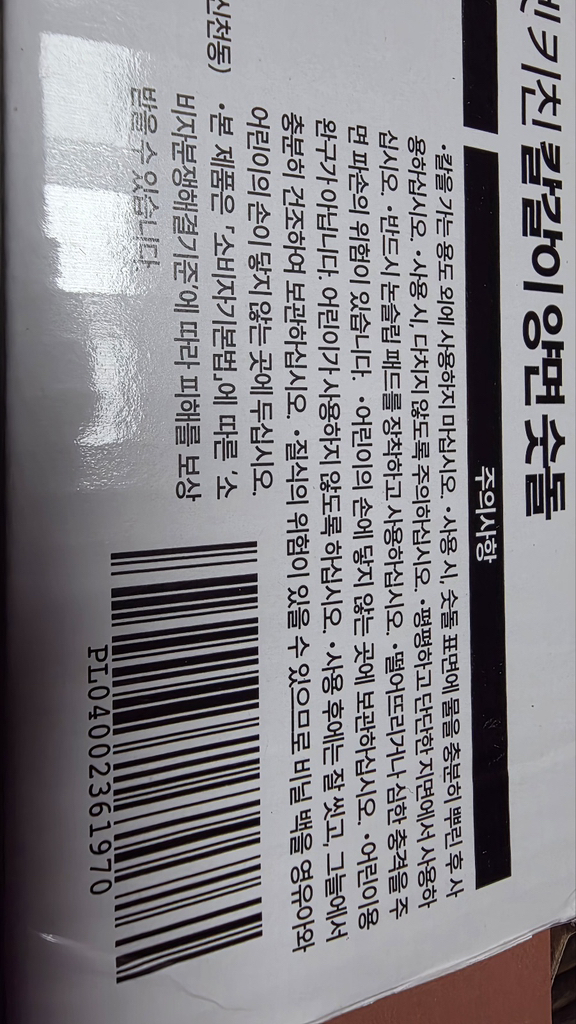 키친 칼갈이 양면 숫돌
주의사항
•칼을 가는 용도 외에 사용하지 마십시오. •사용 시, 숫돌 표면에 물을 충분히 뿌린 후 사
용하십시오. •사용 시, 다치지 않도록 주의하십시오. •평평하고 단단한 지면에서 사용하
십시오. •반드시 논슬립 패드를 장착하고 사용하십시오. •떨어뜨리거나 심한 충격을 주
면 파손의 위험이 있습니다. •어린이의 손에 닿지 않는 곳에 보관하십시오. •어린이용
완구가 아닙니다. 어린이가 사용하지 않도록 하십시오. •사용 후에는 잘 씻고, 그늘에서
충분히 건조하여 보관하십시오. •질식의 위험이 있을 수 있으므로 비닐 백을 영유아와
어린이의 손이 닿지 않는 곳에 두십시오.
신천동) •본 제품은 「소비자기본법」에 따른 '소
비자분쟁해결기준'에 따라 피해를 보상
받을 수 있습니다.
PL04002361970